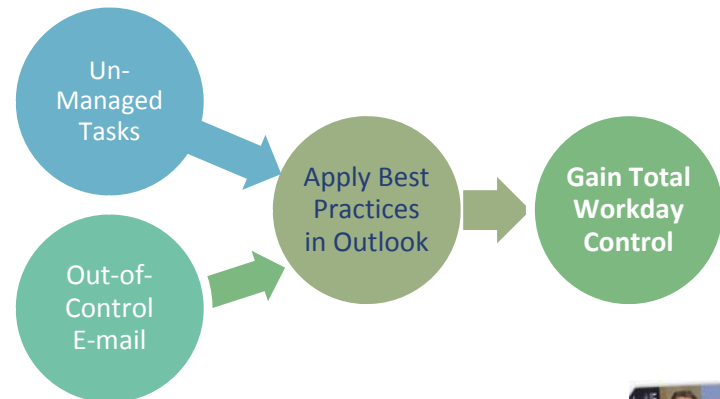 Un-
Managed
Tasks
Out-of-
Control
E-mail
Apply Best
Practices
in Outlook
Gain Total
Workday
Control